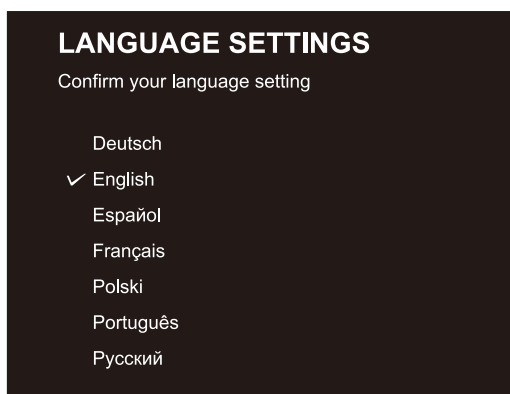 LANGUAGE SETTINGS
Confirm your language setting
Deutsch
✓ English
Espaйol
Français
Polski
Português
Русский